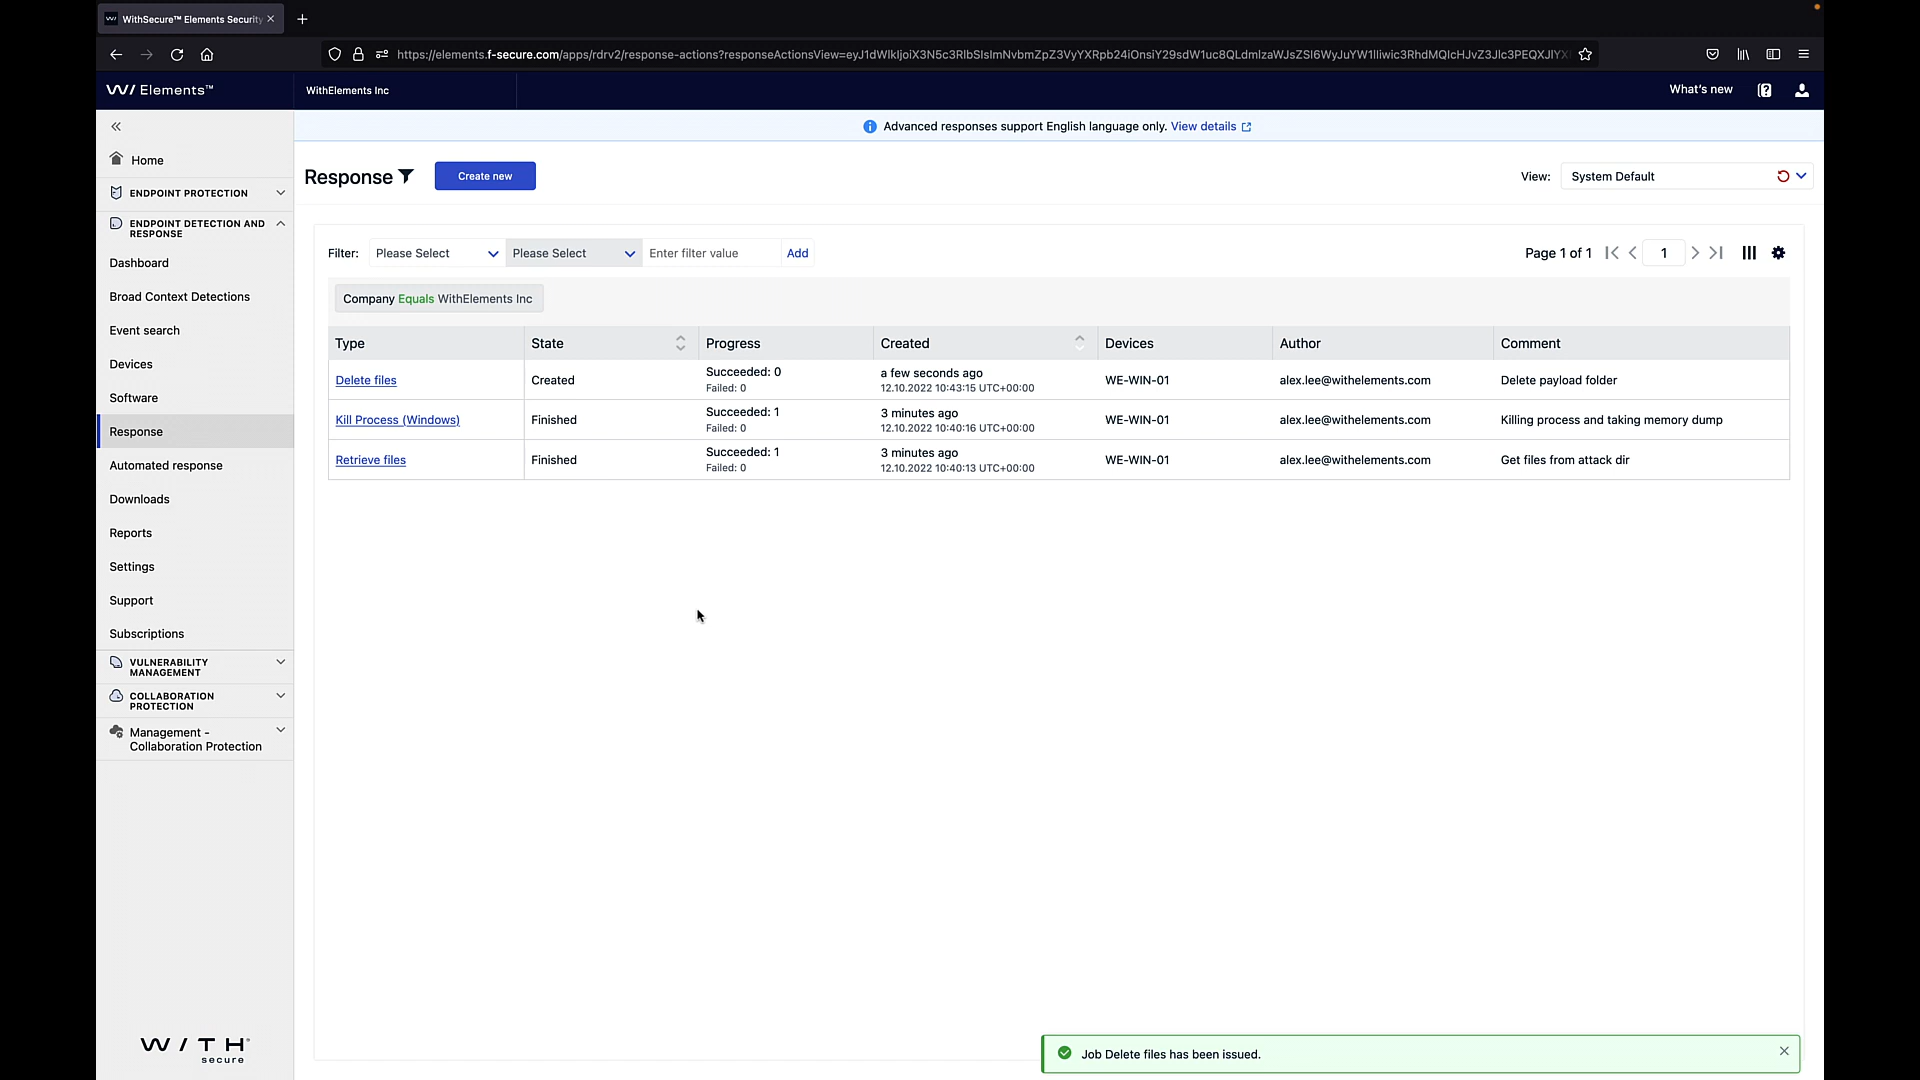 WithSecure™ Elements Security
https://elements.f-secure.com/apps/rdrv2/response-actions?responseActionsView=
W/ Elements™
WithElements Inc
What's new
Advanced responses support English language only. View details
Home
Response
Create new
View:
System Default
ENDPOINT PROTECTION
ENDPOINT DETECTION AND
RESPONSE
Dashboard
Broad Context Detections
Event search
Devices
Software
Response
Automated response
Downloads
Reports
Settings
Support
Subscriptions
VULNERABILITY
MANAGEMENT
COLLABORATION
PROTECTION
Management -
Collaboration Protection
Filter: Please Select Please Select Enter filter value Add
Page 1 of 1 1
Company Equals WithElements Inc
Type State Progress Created Devices Author Comment
Delete files Created Succeeded: 0 a few seconds ago WE-WIN-01 alex.lee@withelements.com Delete payload folder
Failed: 0 12.10.2022 10:43:15 UTC+00:00
Kill Process (Windows) Finished Succeeded: 1 3 minutes ago WE-WIN-01 alex.lee@withelements.com Killing process and taking memory dump
Failed: 0 12.10.2022 10:40:16 UTC+00:00
Retrieve files Finished Succeeded: 1 3 minutes ago WE-WIN-01 alex.lee@withelements.com Get files from attack dir
Failed: 0 12.10.2022 10:40:13 UTC+00:00
W/TH
secure
Job Delete files has been issued.